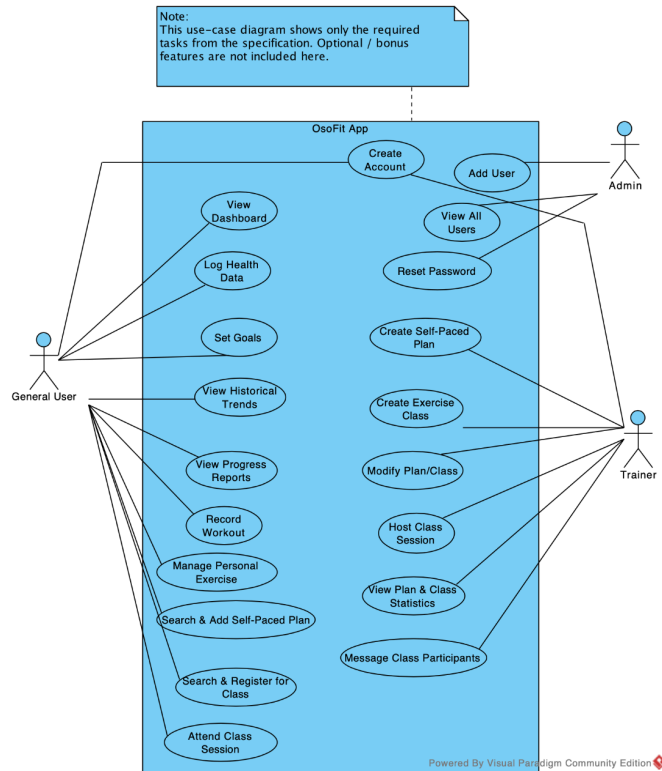 Note:
This use-case diagram shows only the required
tasks from the specification. Optional / bonus
features are not included here.
OsoFit App
Create
Account
Add User
Admin
View
Dashboard
View All
Users
Log Health
Data
Reset Password
Set Goals
Create Self-Paced
Plan
General User
View Historical
Trends
Create Exercise
Class
View Progress
Reports
Modify Plan/Class
Trainer
Record
Workout
Host Class
Session
Manage Personal
Exercise
View Plan & Class
Statistics
Search & Add Self-Paced Plan
Message Class Participants
Search & Register for
Class
Attend Class
Session
Powered By Visual Paradigm Community Edition